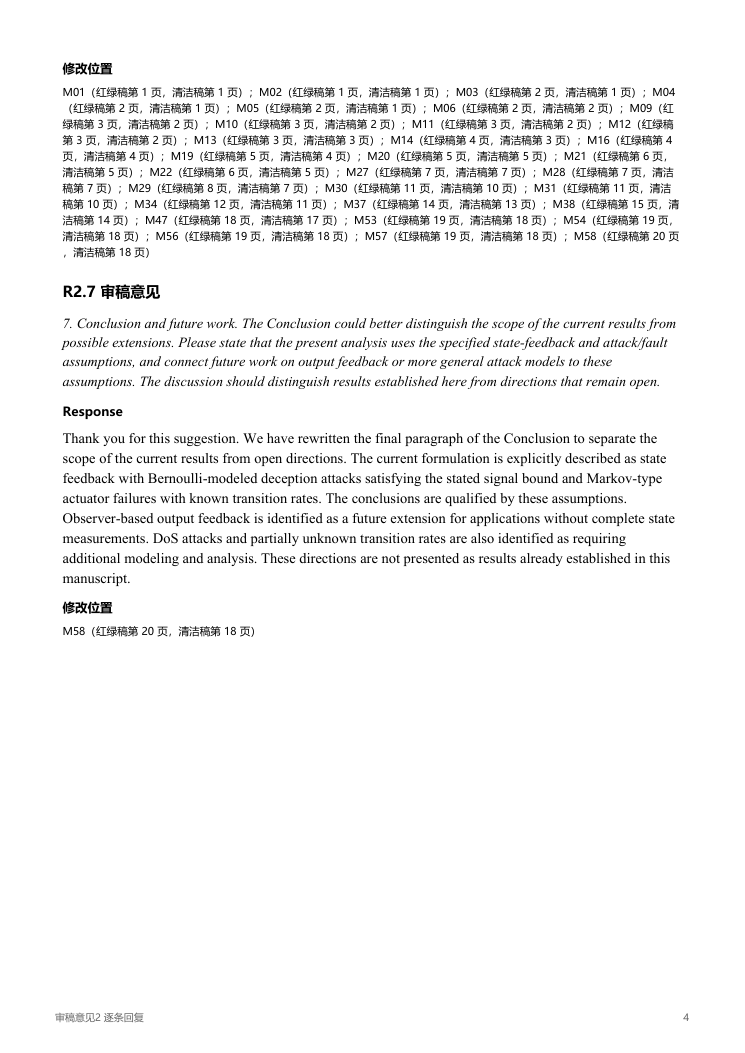 修改位置
M01（红绿稿第 1 页，清洁稿第 1 页）；M02（红绿稿第 1 页，清洁稿第 1 页）；M03（红绿稿第 2 页，清洁稿第 1 页）；M04
（红绿稿第 2 页，清洁稿第 1 页）；M05（红绿稿第 2 页，清洁稿第 1 页）；M06（红绿稿第 2 页，清洁稿第 2 页）；M09（红
绿稿第 3 页，清洁稿第 2 页）；M10（红绿稿第 3 页，清洁稿第 2 页）；M11（红绿稿第 3 页，清洁稿第 2 页）；M12（红绿稿
第 3 页，清洁稿第 2 页）；M13（红绿稿第 3 页，清洁稿第 3 页）；M14（红绿稿第 4 页，清洁稿第 3 页）；M16（红绿稿第 4
页，清洁稿第 4 页）；M19（红绿稿第 5 页，清洁稿第 4 页）；M20（红绿稿第 5 页，清洁稿第 5 页）；M21（红绿稿第 6 页，
清洁稿第 5 页）；M22（红绿稿第 6 页，清洁稿第 5 页）；M27（红绿稿第 7 页，清洁稿第 7 页）；M28（红绿稿第 7 页，清洁
稿第 7 页）；M29（红绿稿第 8 页，清洁稿第 7 页）；M30（红绿稿第 11 页，清洁稿第 10 页）；M31（红绿稿第 11 页，清洁
稿第 10 页）；M34（红绿稿第 12 页，清洁稿第 11 页）；M37（红绿稿第 14 页，清洁稿第 13 页）；M38（红绿稿第 15 页，清
洁稿第 14 页）；M47（红绿稿第 18 页，清洁稿第 17 页）；M53（红绿稿第 19 页，清洁稿第 18 页）；M54（红绿稿第 19 页，
清洁稿第 18 页）；M56（红绿稿第 19 页，清洁稿第 18 页）；M57（红绿稿第 19 页，清洁稿第 18 页）；M58（红绿稿第 20 页
，清洁稿第 18 页）
R2.7 审稿意见
7. Conclusion and future work. The Conclusion could better distinguish the scope of the current results from
possible extensions. Please state that the present analysis uses the specified state-feedback and attack/fault
assumptions, and connect future work on output feedback or more general attack models to these
assumptions. The discussion should distinguish results established here from directions that remain open.
Response
Thank you for this suggestion. We have rewritten the final paragraph of the Conclusion to separate the
scope of the current results from open directions. The current formulation is explicitly described as state
feedback with Bernoulli-modeled deception attacks satisfying the stated signal bound and Markov-type
actuator failures with known transition rates. The conclusions are qualified by these assumptions.
Observer-based output feedback is identified as a future extension for applications without complete state
measurements. DoS attacks and partially unknown transition rates are also identified as requiring
additional modeling and analysis. These directions are not presented as results already established in this
manuscript.
修改位置
M58（红绿稿第 20 页，清洁稿第 18 页）
审稿意见2 逐条回复
4